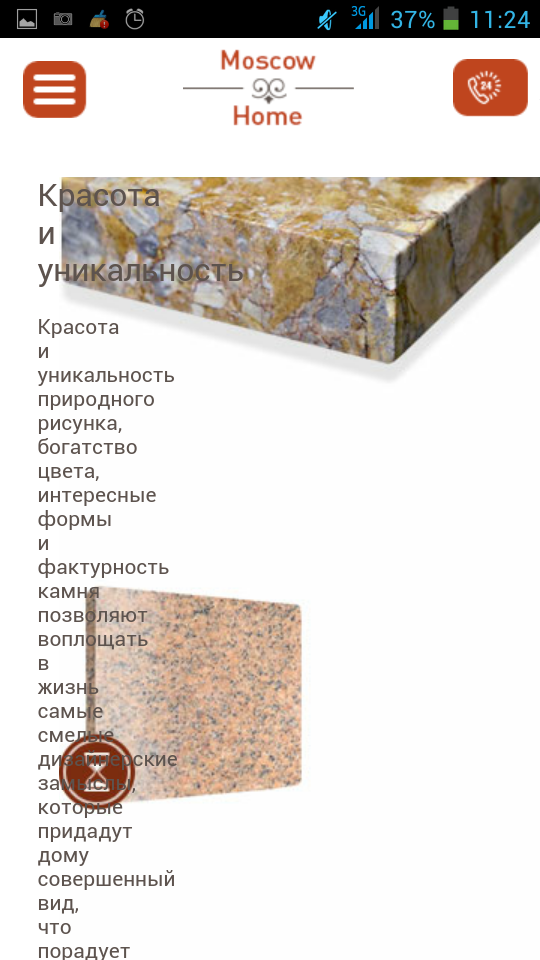 3G 37% 11:24
Moscow
Home
24
Красота
и
уникальность
Красота
и
уникальность
природного
рисунка,
богатство
цвета,
интересные
формы
и
фактурность
камня
позволяют
воплощать
в
жизнь
самые
смелые
дизайнерские
замыслы,
которые
придадут
дому
совершенный
вид,
что
порадует